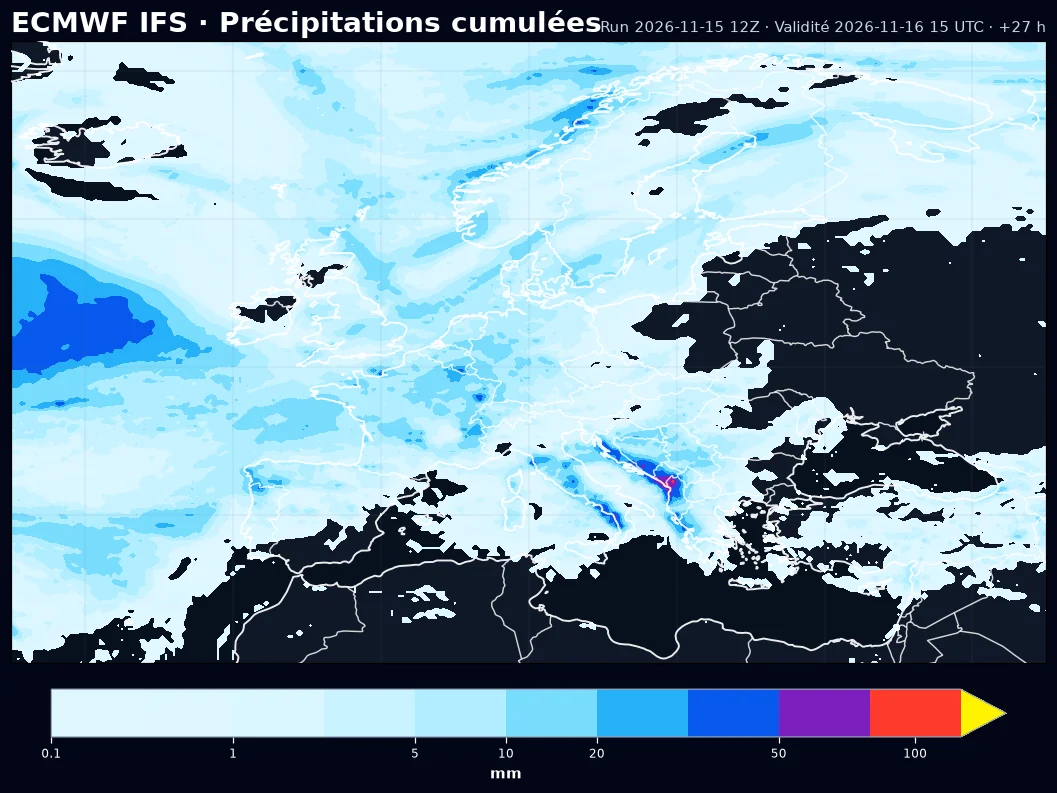 ECMWF IFS · Précipitations cumulées Run 2026-11-15 12Z · Validité 2026-11-16 15 UTC · +27 h
0.1 1 5 10 20 50 100
mm